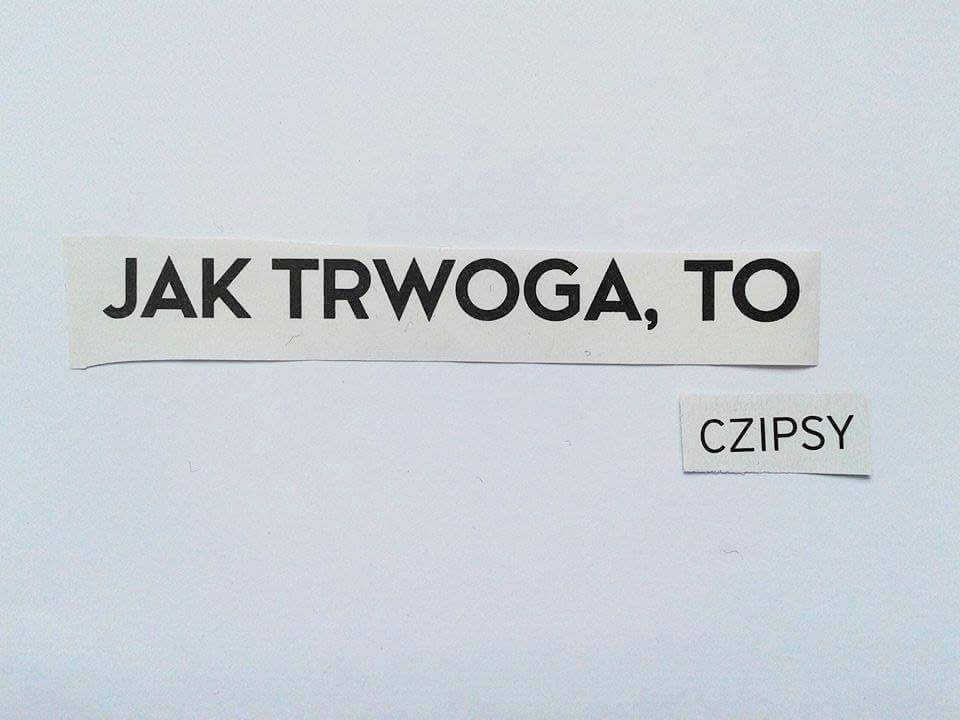 JAK TRWOGA, TO
CZIPSY